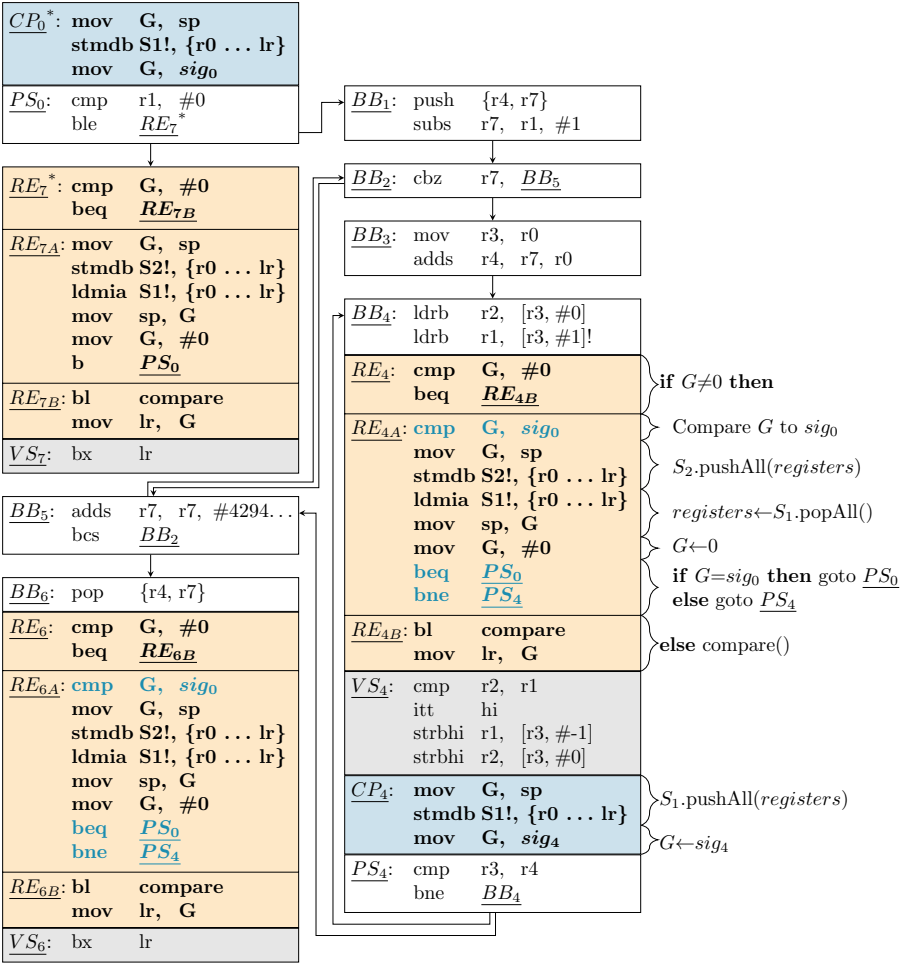 CP0*: mov G, sp
stmdb S1!, {r0 ... lr}
mov G, sig0
PS0: cmp r1, #0
ble RE7*
RE7*: cmp G, #0
beq RE7B
RE7A: mov G, sp
stmdb S2!, {r0 ... lr}
ldmia S1!, {r0 ... lr}
mov sp, G
mov G, #0
b PS0
RE7B: bl compare
mov lr, G
VS7: bx lr
BB5: adds r7, r7, #4294...
bcs BB2
BB6: pop {r4, r7}
RE6: cmp G, #0
beq RE6B
RE6A: cmp G, sig0
mov G, sp
stmdb S2!, {r0 ... lr}
ldmia S1!, {r0 ... lr}
mov sp, G
mov G, #0
beq PS0
bne PS4
RE6B: bl compare
mov lr, G
VS6: bx lr
BB1: push {r4, r7}
subs r7, r1, #1
BB2: cbz r7, BB5
BB3: mov r3, r0
adds r4, r7, r0
BB4: ldrb r2, [r3, #0]
ldrb r1, [r3, #1]!
RE4: cmp G, #0
beq RE4B
RE4A: cmp G, sig0
mov G, sp
stmdb S2!, {r0 ... lr}
ldmia S1!, {r0 ... lr}
mov sp, G
mov G, #0
beq PS0
bne PS4
RE4B: bl compare
mov lr, G
VS4: cmp r2, r1
itt hi
strbhi r1, [r3, #-1]
strbhi r2, [r3, #0]
CP4: mov G, sp
stmdb S1!, {r0 ... lr}
mov G, sig4
PS4: cmp r3, r4
bne BB4
if G≠0 then
Compare G to sig0
S2.pushAll(registers)
registers←S1.popAll()
G←0
if G=sig0 then goto PS0
else goto PS4
else compare()
S1.pushAll(registers)
G←sig4